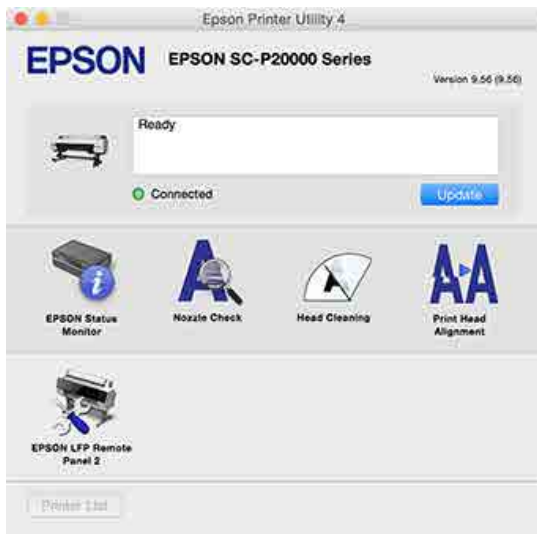 Epson Printer Utility 4
EPSON
EPSON SC-P20000 Series
Version 9.56 (9.56)
Ready
Connected
Update
EPSON Status
Monitor
Nozzle Check
Head Cleaning
Print Head
Alignment
EPSON LFP Remote
Panel 2
Printer List